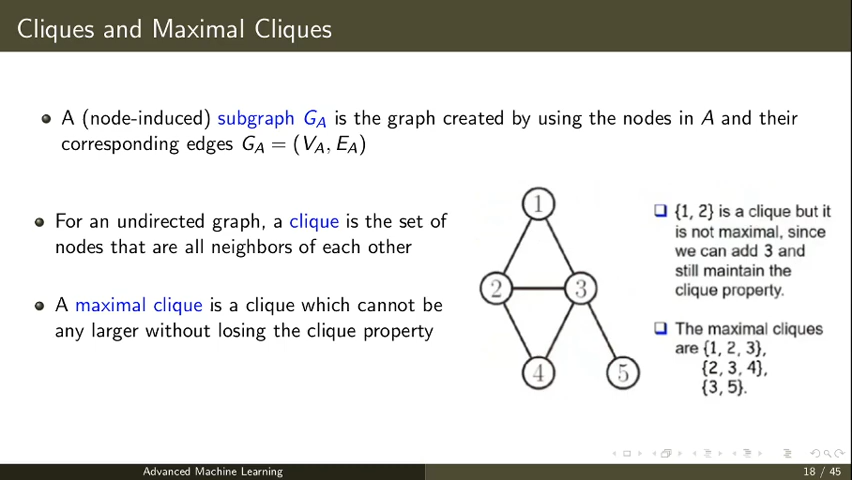 Cliques and Maximal Cliques
A (node-induced) subgraph G_A is the graph created by using the nodes in A and their
corresponding edges G_A = (V_A, E_A)
For an undirected graph, a clique is the set of
nodes that are all neighbors of each other
A maximal clique is a clique which cannot be
any larger without losing the clique property
1
2
3
4
5
{1, 2} is a clique but it
is not maximal, since
we can add 3 and
still maintain the
clique property.
The maximal cliques
are {1, 2, 3},
{2, 3, 4},
{3, 5}.
Advanced Machine Learning
18 / 45